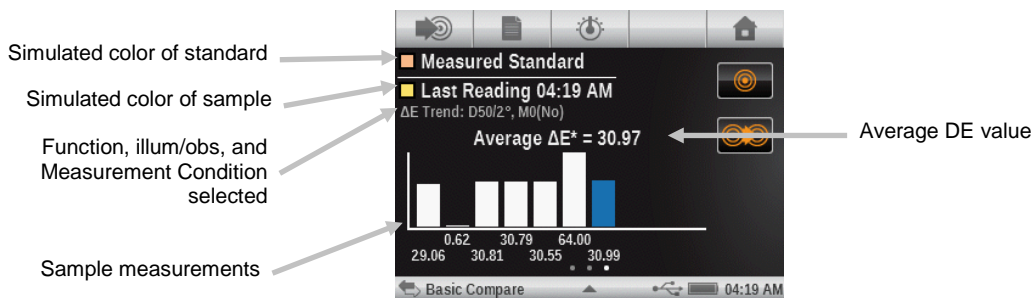 Simulated color of standard
Simulated color of sample
Function, illum/obs, and
Measurement Condition
selected
Sample measurements
Measured Standard
Last Reading 04:19 AM
ΔE Trend: D50/2°, M0(No)
Average ΔE* = 30.97
0.62 30.79 64.00
29.06 30.81 30.55 30.99
Basic Compare
04:19 AM
Average DE value